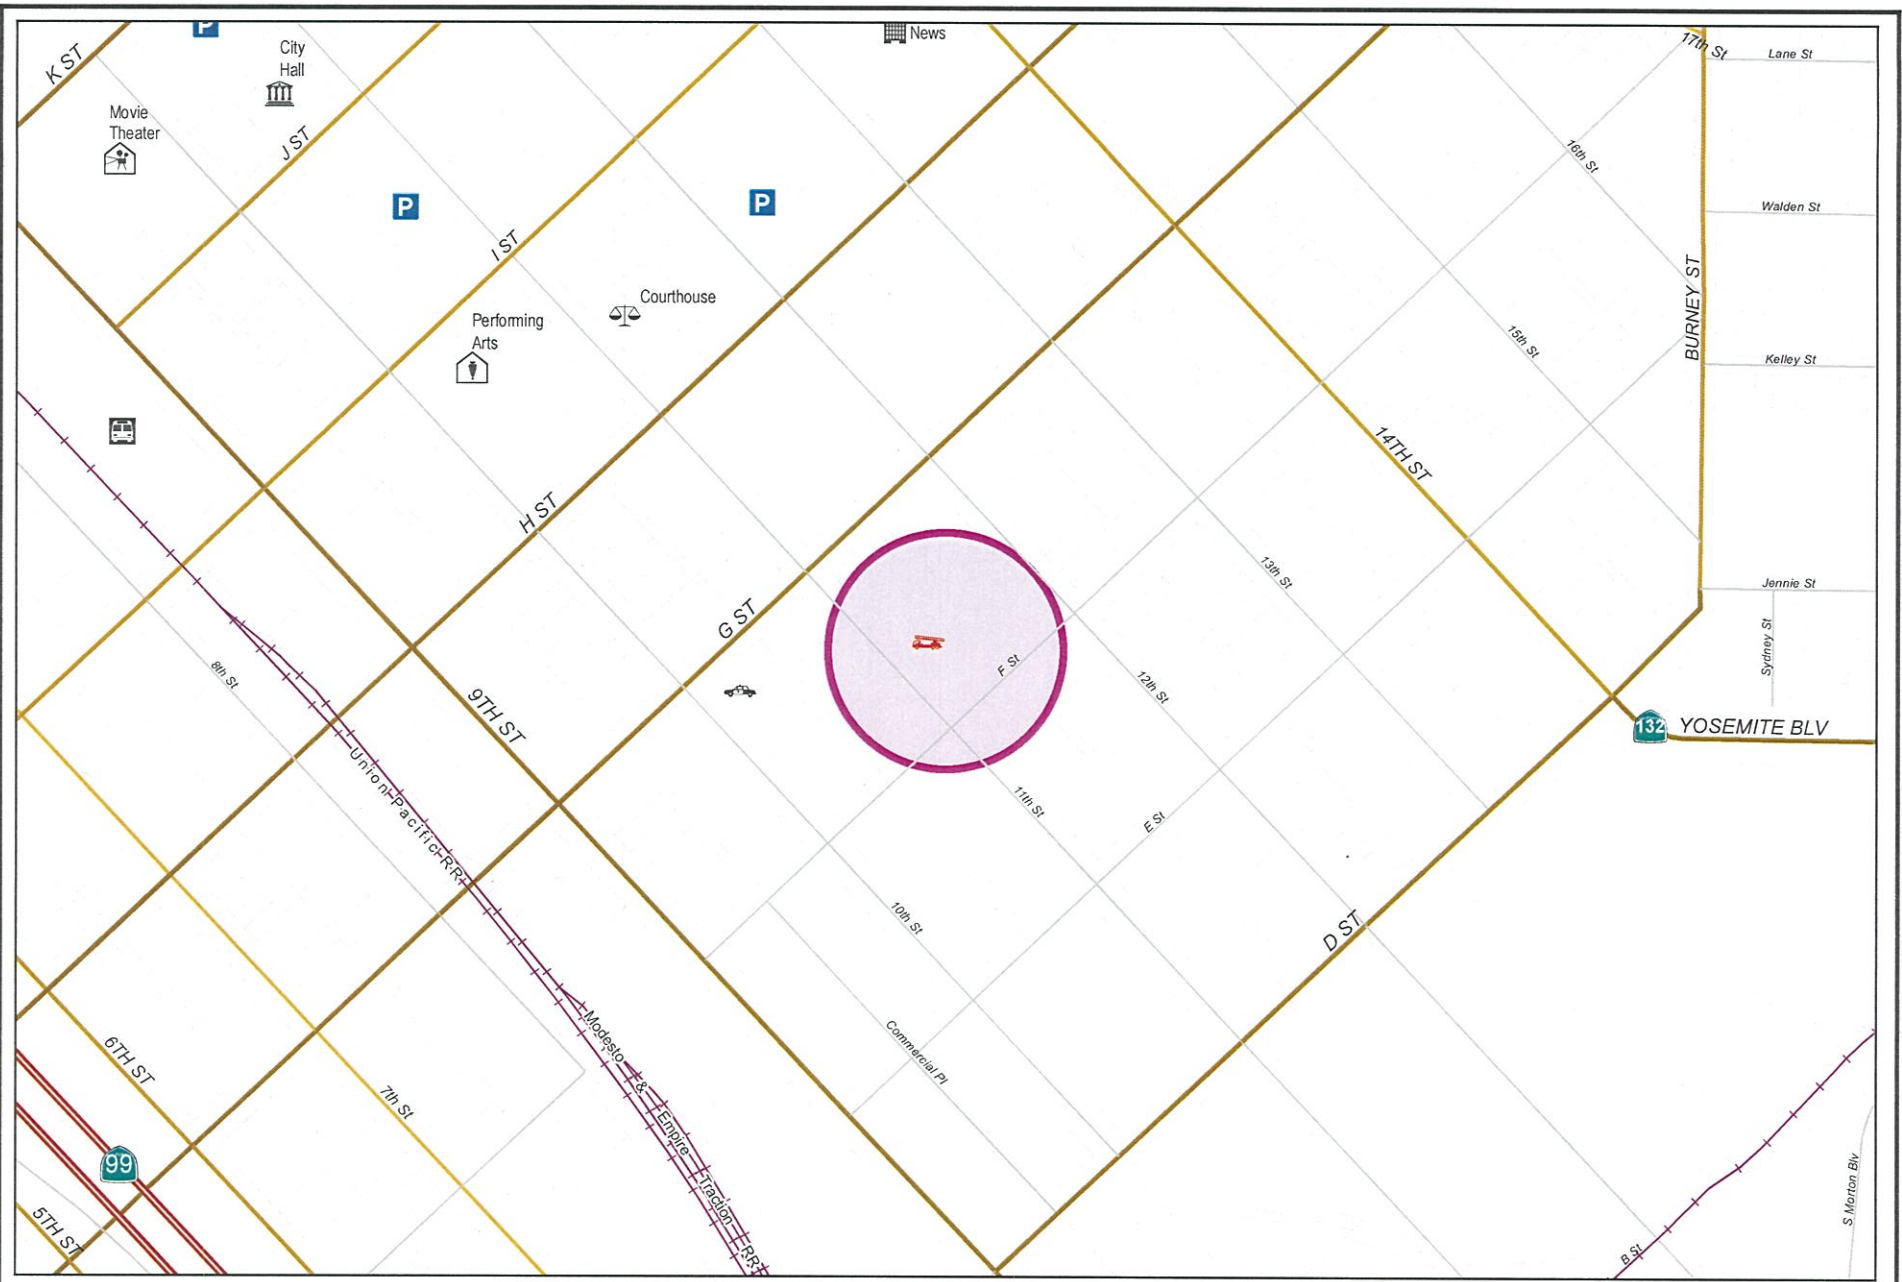 P
News
17th St
Lane St
City
Hall
K ST
Movie
Theater
J ST
16th St
P
P
Walden St
I ST
BURNEY ST
Courthouse
Performing
Arts
15th St
Kelley St
14TH ST
H ST
13th St
Jennie St
G ST
Sydney St
F St
8th St
12th St
9TH ST
132
YOSEMITE BLV
Union Pacific RR
11th St
E St
10th St
D ST
Modesto & Empire Traction RR
Commercial Pl
6TH ST
7th St
99
S Morton Blv
5TH ST
B St